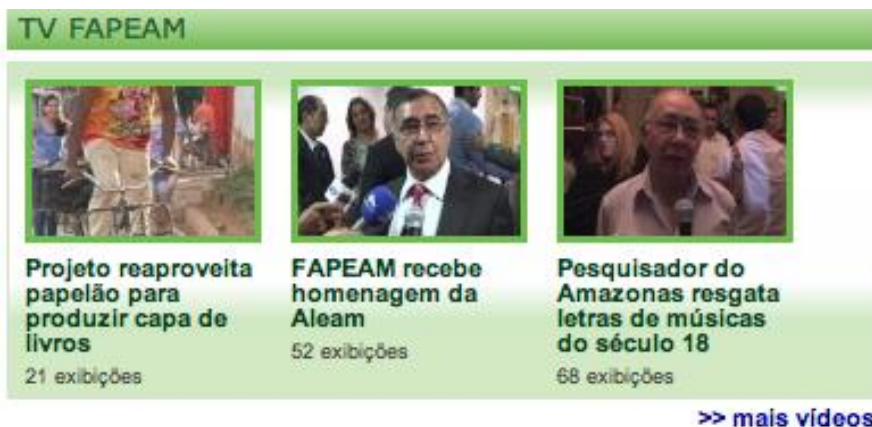 TV FAPEAM
Projeto reaproveita
papelão para
produzir capa de
livros
21 exibições
FAPEAM recebe
homenagem da
Aleam
52 exibições
Pesquisador do
Amazonas resgata
letras de músicas
do século 18
68 exibições
>> mais vídeos